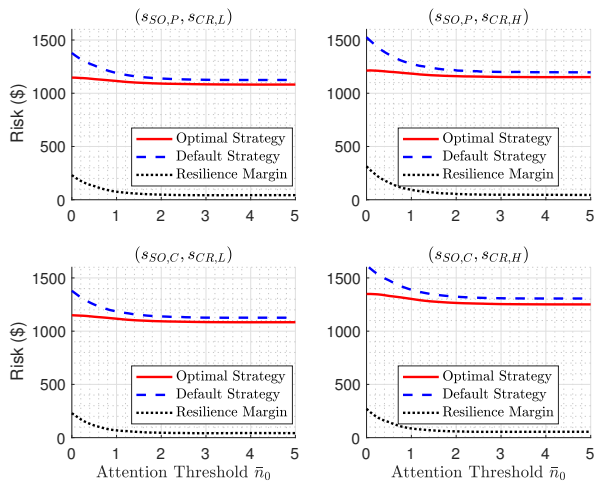 (s_{SO,P}, s_{CR,L})
1500
1000
500
0
Risk ($)
Optimal Strategy
Default Strategy
Resilience Margin
0 1 2 3 4 5
(s_{SO,P}, s_{CR,H})
1500
1000
500
0
Optimal Strategy
Default Strategy
Resilience Margin
0 1 2 3 4 5
(s_{SO,C}, s_{CR,L})
1500
1000
500
0
Risk ($)
Optimal Strategy
Default Strategy
Resilience Margin
0 1 2 3 4 5
Attention Threshold n̄₀
(s_{SO,C}, s_{CR,H})
1500
1000
500
0
Optimal Strategy
Default Strategy
Resilience Margin
0 1 2 3 4 5
Attention Threshold n̄₀